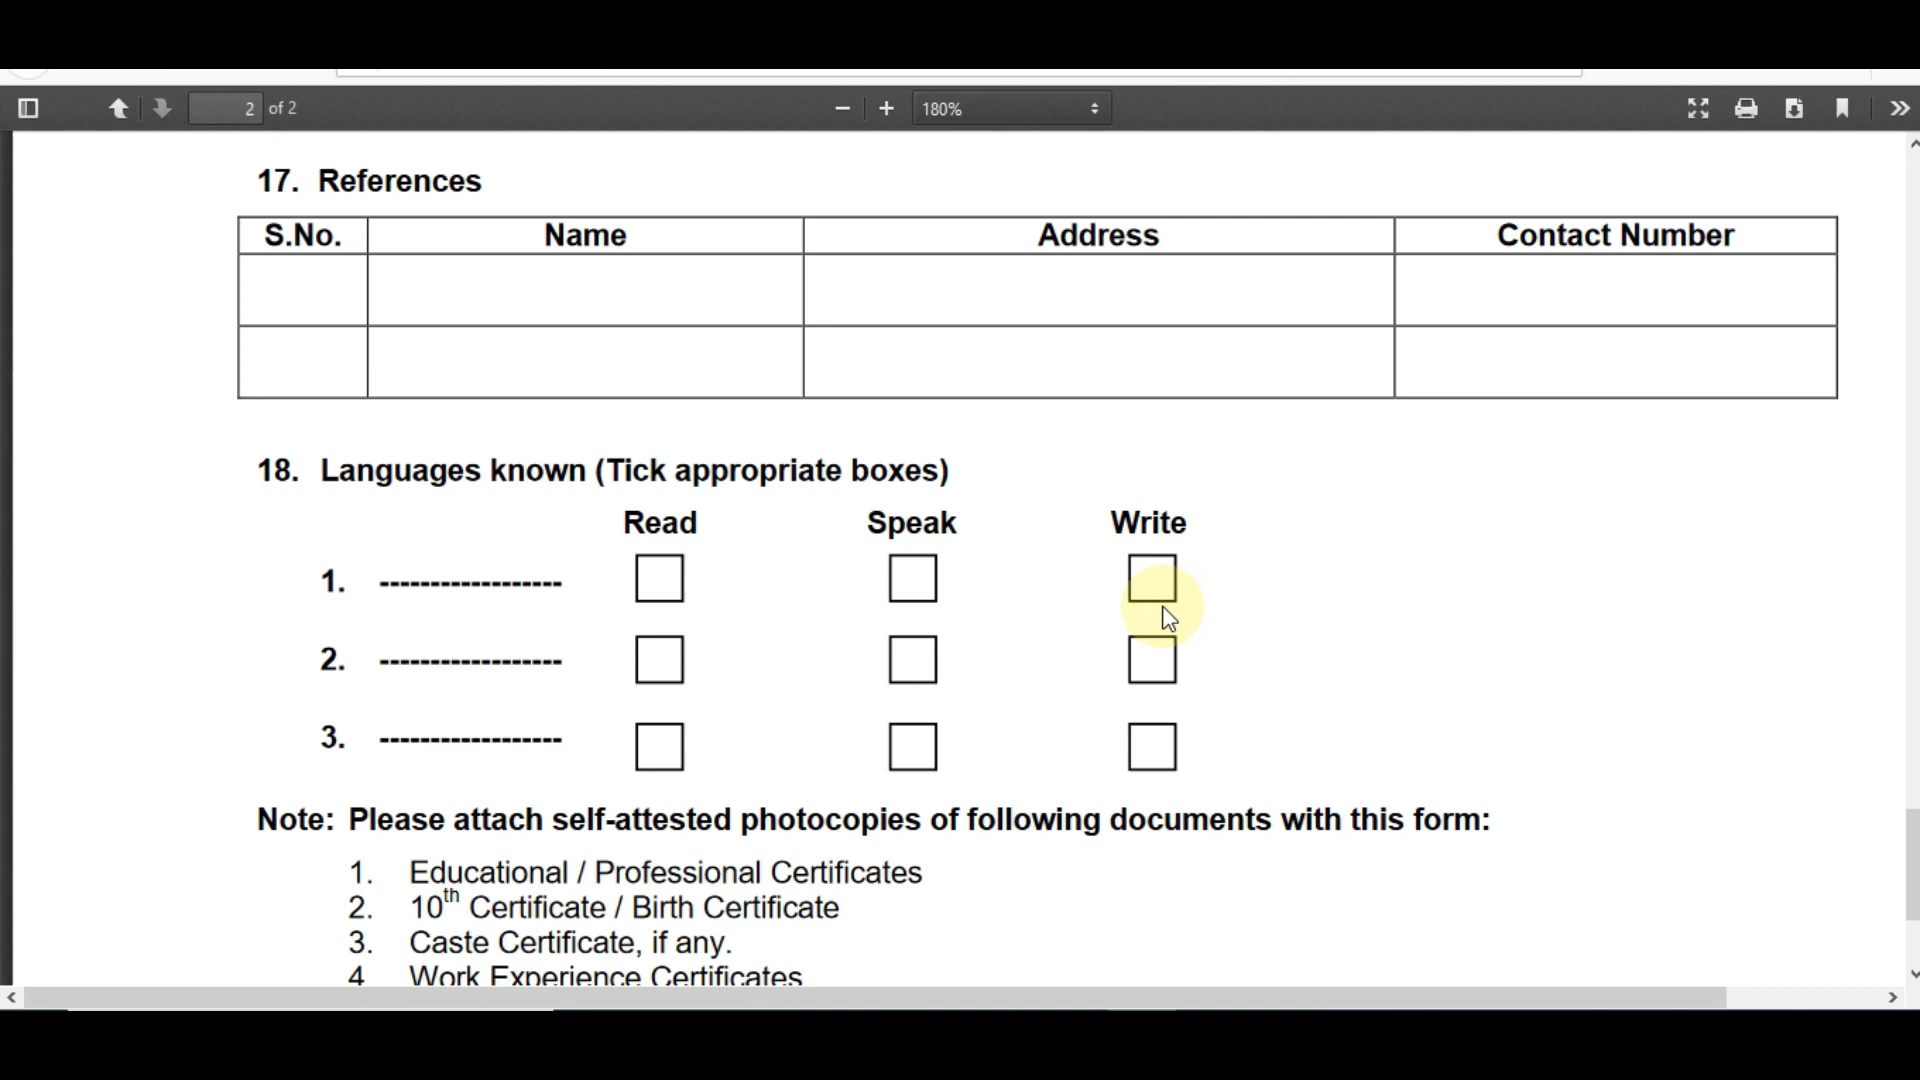 2 of 2 180%
17. References
S.No. Name Address Contact Number
18. Languages known (Tick appropriate boxes)
Read Speak Write
1. ------------------
2. ------------------
3. ------------------
Note: Please attach self-attested photocopies of following documents with this form:
1. Educational / Professional Certificates
2. 10th Certificate / Birth Certificate
3. Caste Certificate, if any.
4 Work Experience Certificates